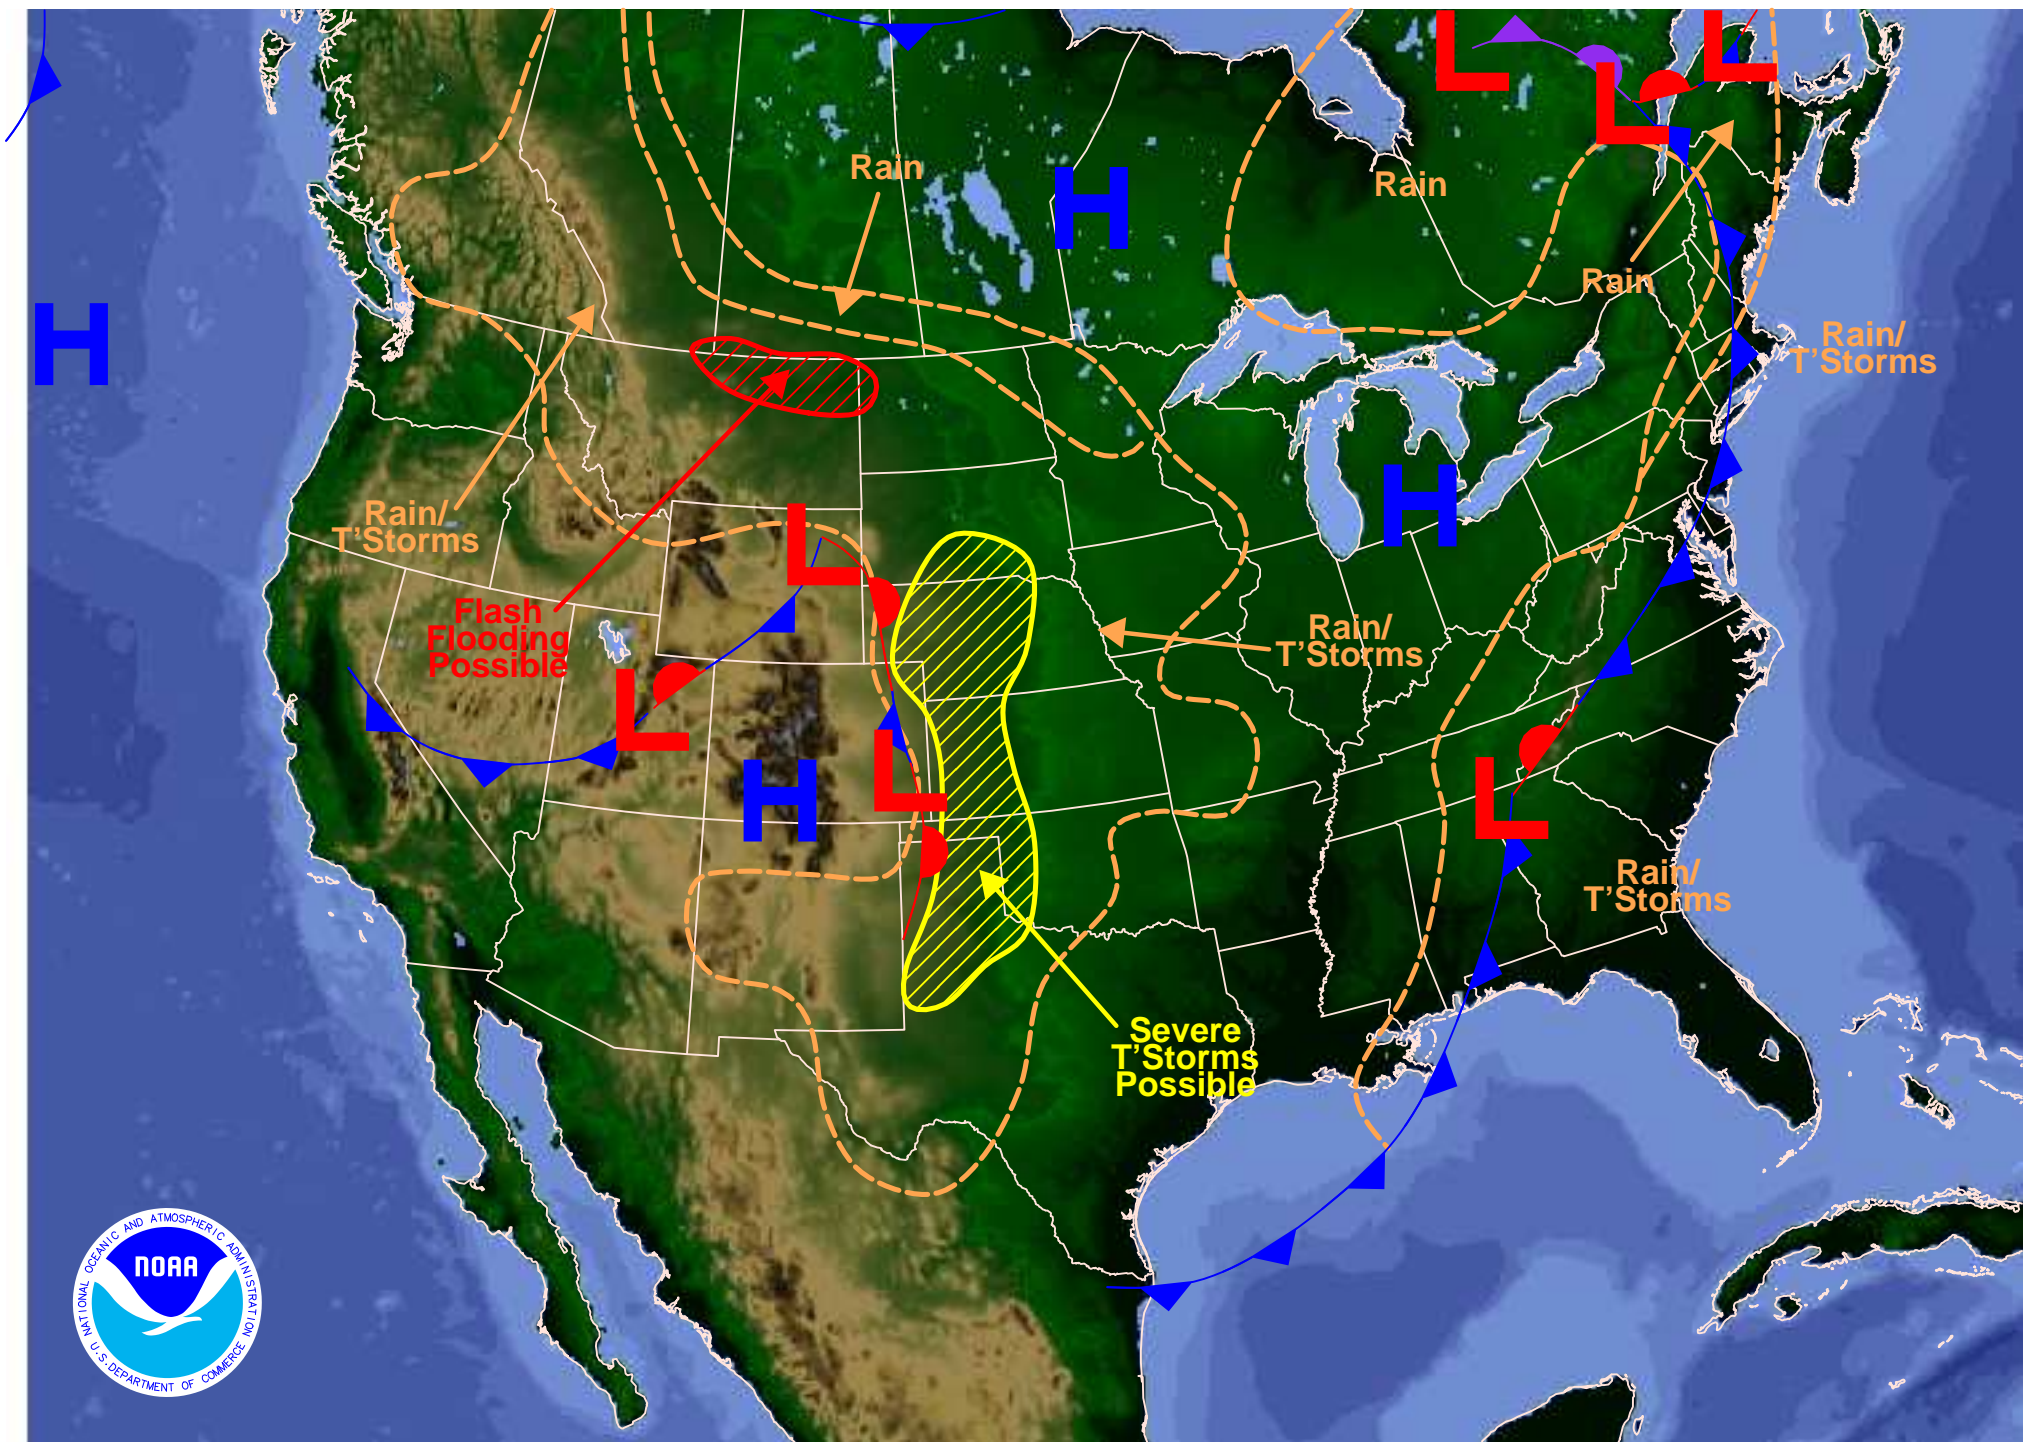 L
L
L
Rain
Rain
H
Rain
H
Rain/
T'Storms
H
L
Rain/
T'Storms
Flash
Flooding
Possible
Rain/
T'Storms
L
L
H
L
Rain/
T'Storms
Severe
T'Storms
Possible
NATIONAL OCEANIC AND ATMOSPHERIC ADMINISTRATION
NOAA
U.S. DEPARTMENT OF COMMERCE